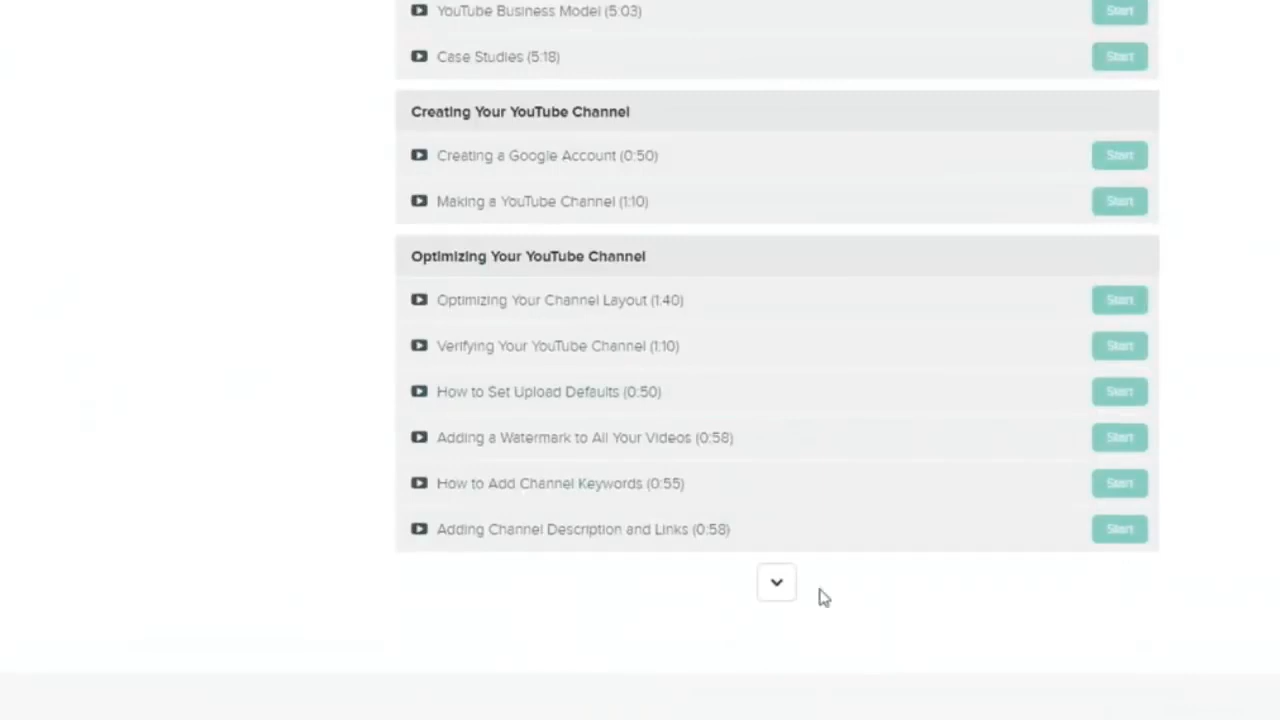 YouTube Business Model (5:03)
Start
Case Studies (5:18)
Start
Creating Your YouTube Channel
Creating a Google Account (0:50)
Start
Making a YouTube Channel (1:10)
Start
Optimizing Your YouTube Channel
Optimizing Your Channel Layout (1:40)
Start
Verifying Your YouTube Channel (1:10)
Start
How to Set Upload Defaults (0:50)
Start
Adding a Watermark to All Your Videos (0:58)
Start
How to Add Channel Keywords (0:55)
Start
Adding Channel Description and Links (0:58)
Start